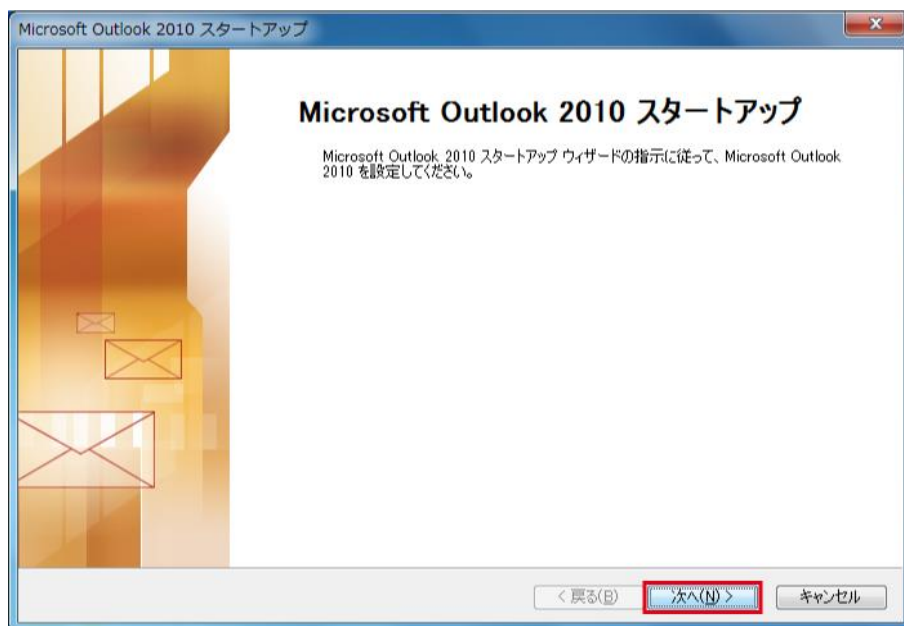 Microsoft Outlook 2010 スタートアップ
Microsoft Outlook 2010 スタートアップ
Microsoft Outlook 2010 スタートアップ ウィザードの指示に従って、Microsoft Outlook
2010 を設定してください。
< 戻る(B)
次へ(N) >
キャンセル